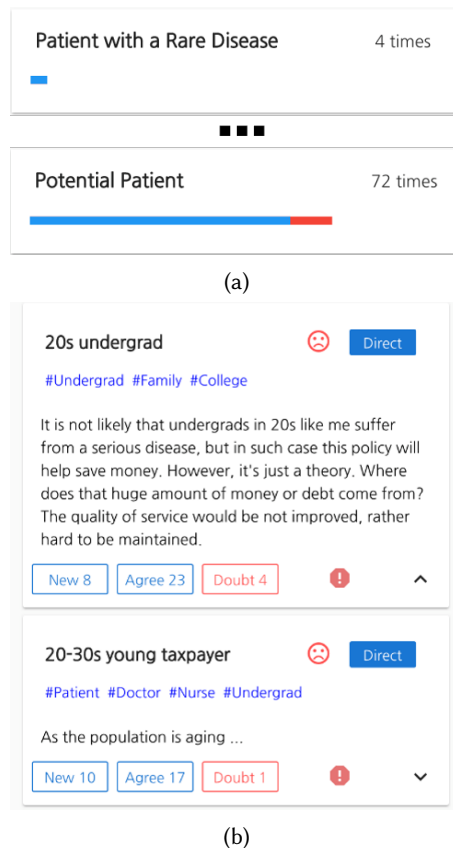 Patient with a Rare Disease 4 times
Potential Patient 72 times
(a)
20s undergrad Direct
#Undergrad #Family #College
It is not likely that undergrads in 20s like me suffer
from a serious disease, but in such case this policy will
help save money. However, it's just a theory. Where
does that huge amount of money or debt come from?
The quality of service would be not improved, rather
hard to be maintained.
New 8 Agree 23 Doubt 4
20-30s young taxpayer Direct
#Patient #Doctor #Nurse #Undergrad
As the population is aging ...
New 10 Agree 17 Doubt 1
(b)